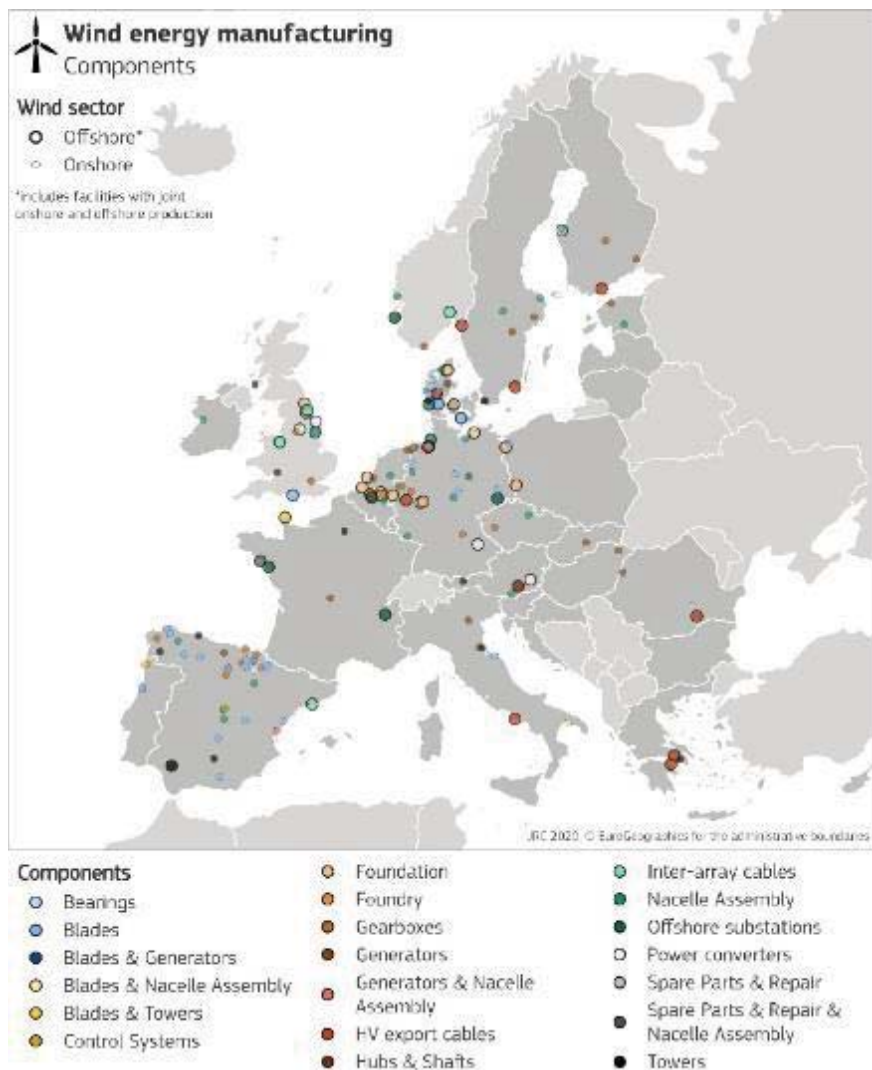 Wind energy manufacturing
Components
Wind sector
Offshore*
Onshore
*includes facilities with joint
onshore and offshore production
JRC 2020, © EuroGeographics for the administrative boundaries
Components
Bearings
Blades
Blades & Generators
Blades & Nacelle Assembly
Blades & Towers
Control Systems
Foundation
Foundry
Gearboxes
Generators
Generators & Nacelle
Assembly
HV export cables
Hubs & Shafts
Inter-array cables
Nacelle Assembly
Offshore substations
Power converters
Spare Parts & Repair
Spare Parts & Repair &
Nacelle Assembly
Towers